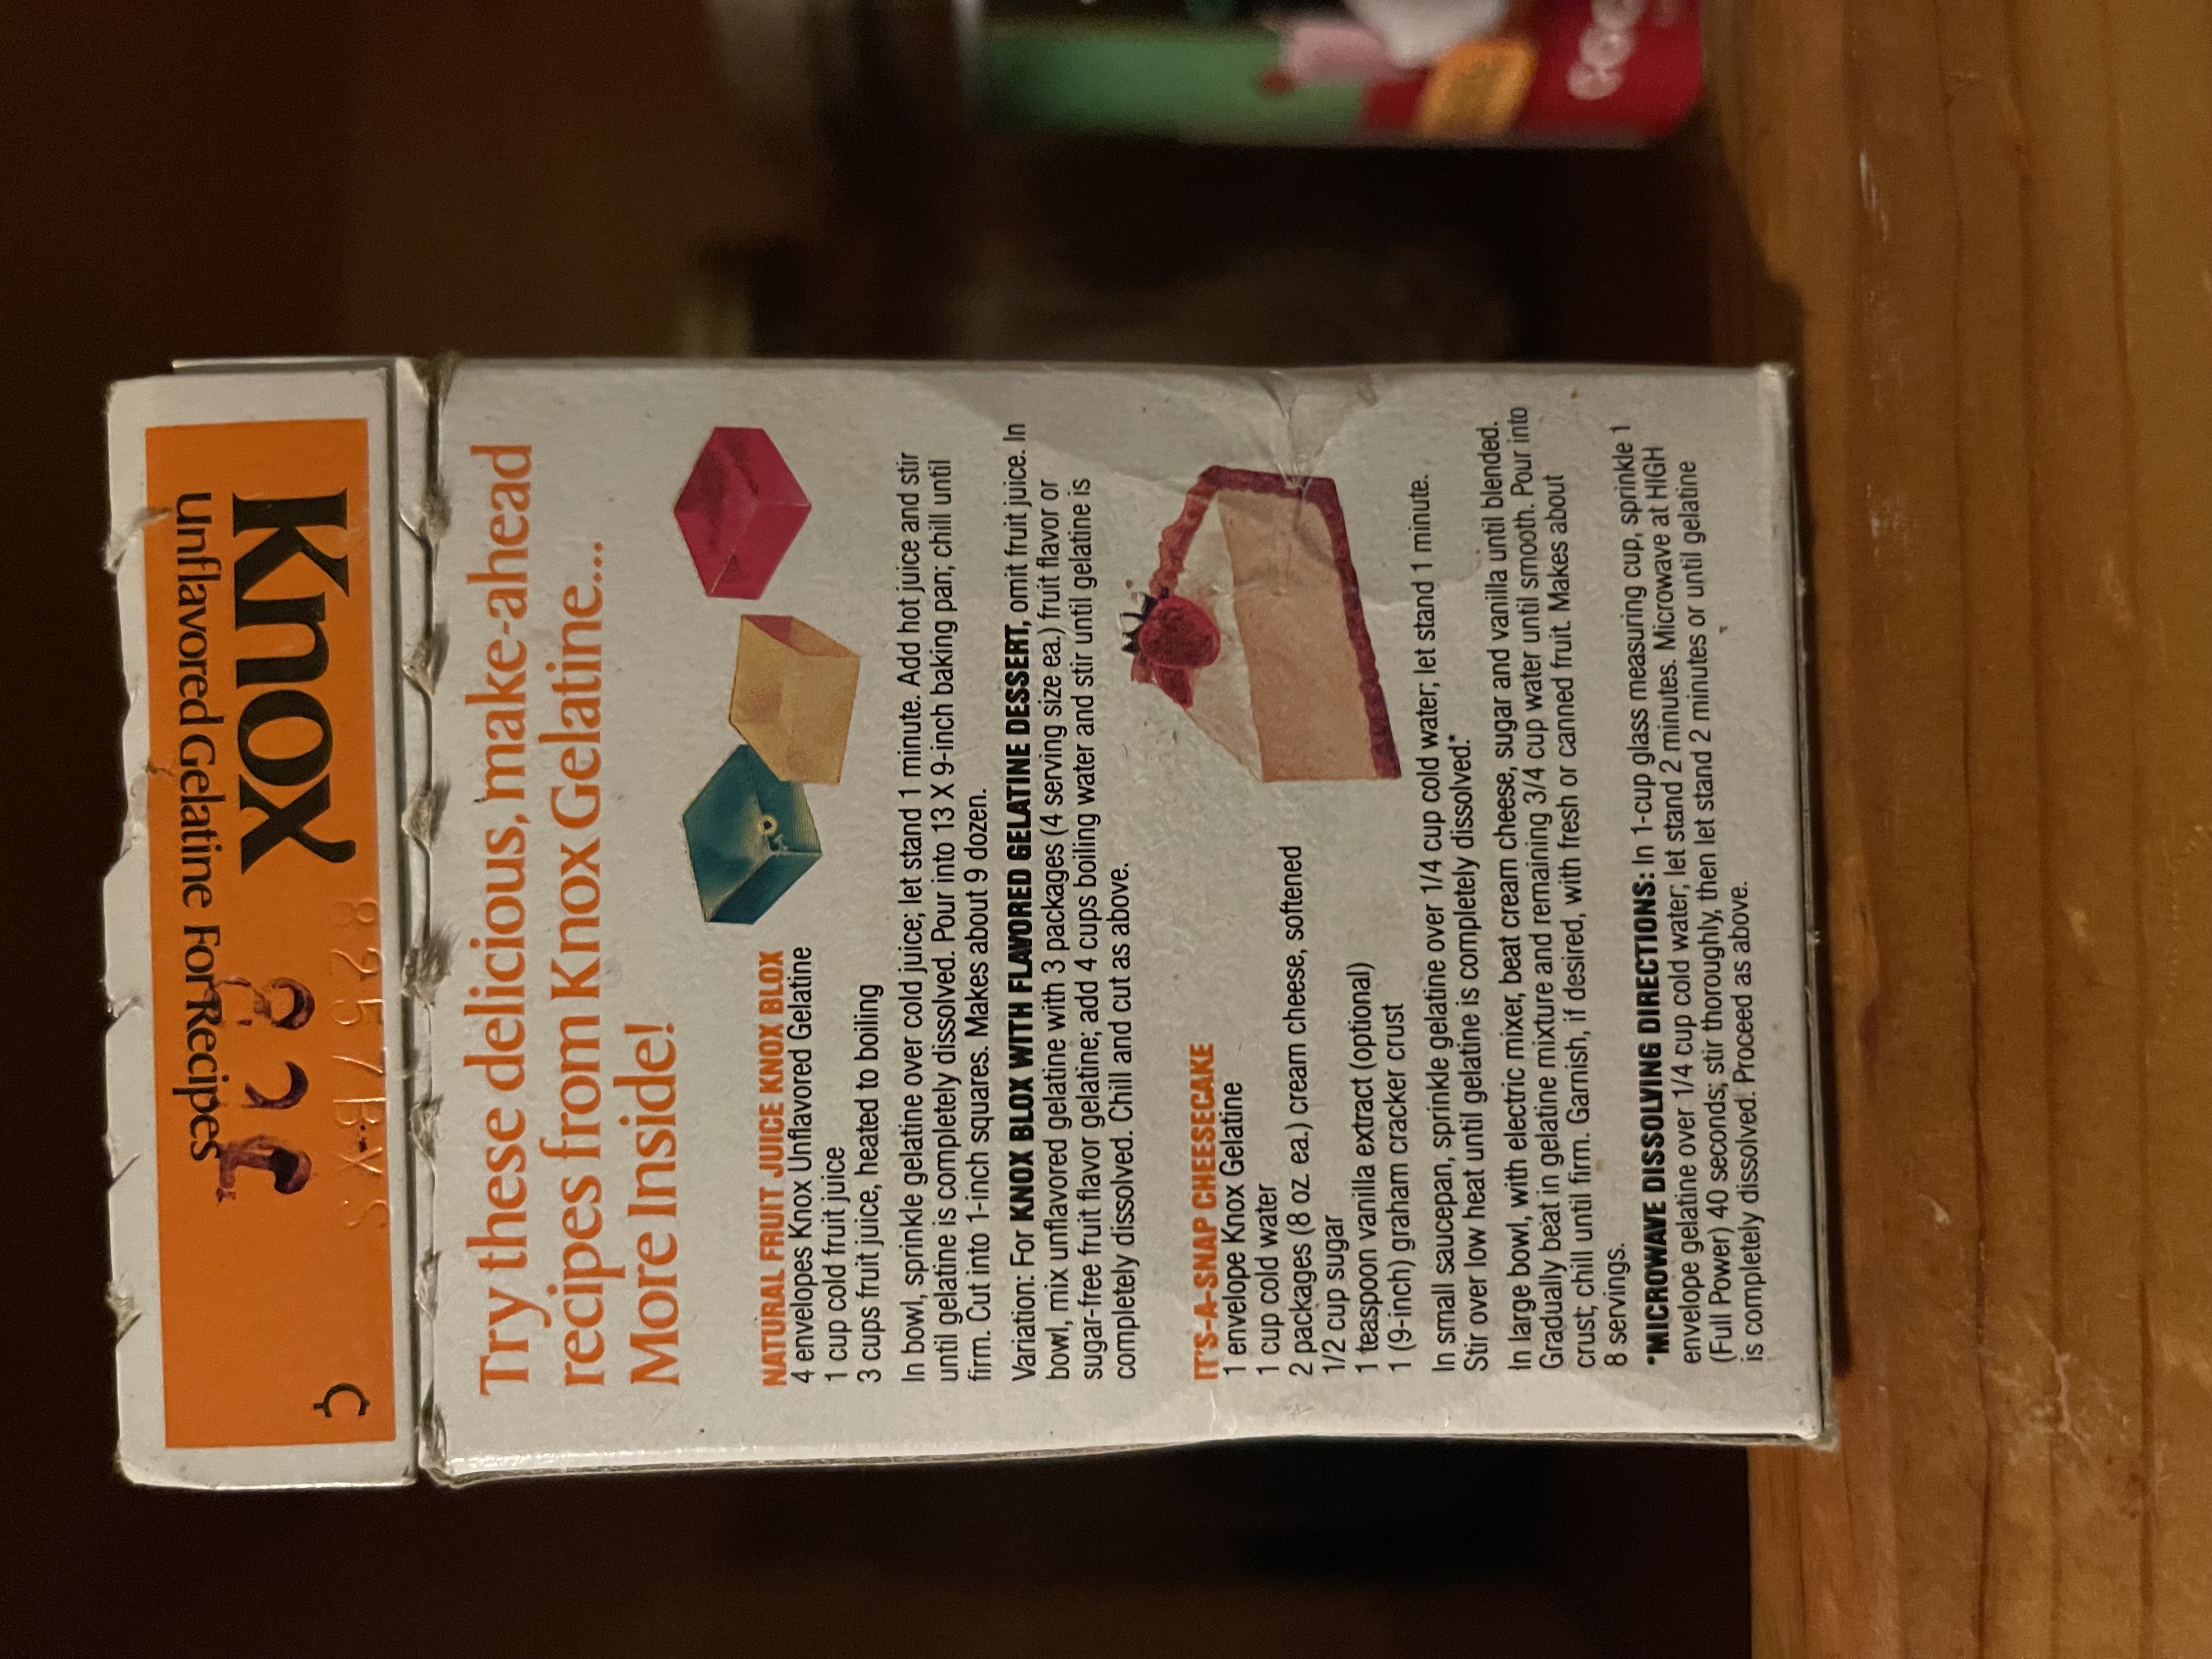 Knox
Unflavored Gelatine For Recipes
8257BXS
¢
Try these delicious, make-ahead
recipes from Knox Gelatine...
More Inside!
NATURAL FRUIT JUICE KNOX BLOX
4 envelopes Knox Unflavored Gelatine
1 cup cold fruit juice
3 cups fruit juice, heated to boiling
In bowl, sprinkle gelatine over cold juice; let stand 1 minute. Add hot juice and stir
until gelatine is completely dissolved. Pour into 13 X 9-inch baking pan; chill until
firm. Cut into 1-inch squares. Makes about 9 dozen.
Variation: For KNOX BLOX WITH FLAVORED GELATINE DESSERT, omit fruit juice. In
bowl, mix unflavored gelatine with 3 packages (4 serving size ea.) fruit flavor or
sugar-free fruit flavor gelatine; add 4 cups boiling water and stir until gelatine is
completely dissolved. Chill and cut as above.
IT'S-A-SNAP CHEESECAKE
1 envelope Knox Gelatine
1 cup cold water
2 packages (8 oz. ea.) cream cheese, softened
1/2 cup sugar
1 teaspoon vanilla extract (optional)
1 (9-inch) graham cracker crust
In small saucepan, sprinkle gelatine over 1/4 cup cold water; let stand 1 minute.
Stir over low heat until gelatine is completely dissolved.*
In large bowl, with electric mixer, beat cream cheese, sugar and vanilla until blended.
Gradually beat in gelatine mixture and remaining 3/4 cup water until smooth. Pour into
crust; chill until firm. Garnish, if desired, with fresh or canned fruit. Makes about
8 servings.
*MICROWAVE DISSOLVING DIRECTIONS: In 1-cup glass measuring cup, sprinkle 1
envelope gelatine over 1/4 cup cold water; let stand 2 minutes. Microwave at HIGH
(Full Power) 40 seconds; stir thoroughly, then let stand 2 minutes or until gelatine
is completely dissolved. Proceed as above.